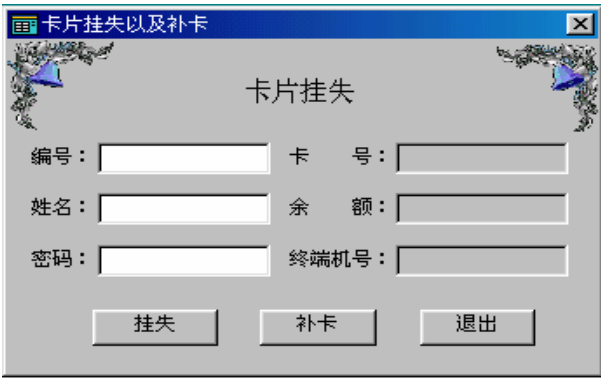 卡片挂失以及补卡
卡片挂失
编号： 卡 号：
姓名： 余 额：
密码： 终端机号：
挂失 补卡 退出